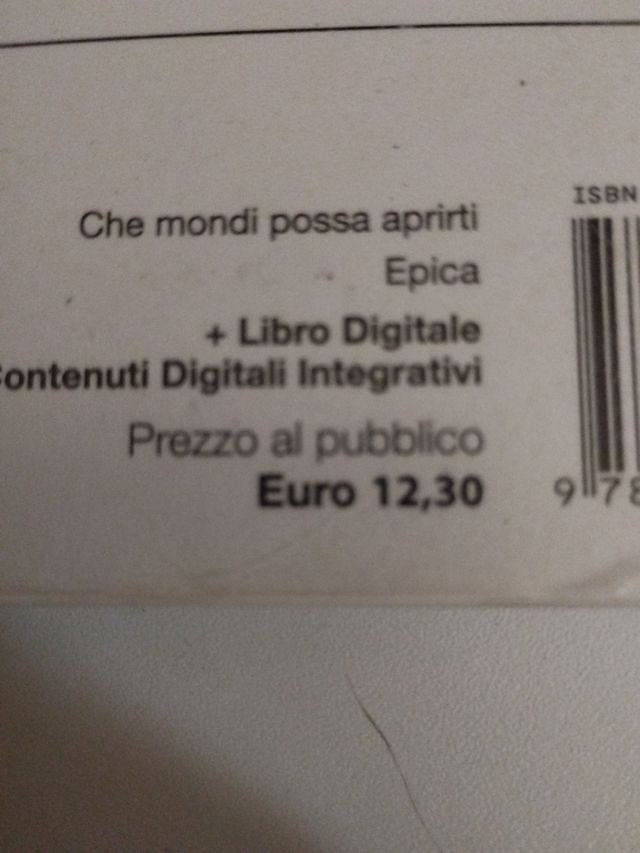 ISBN
Che mondi possa aprirti
Epica
+ Libro Digitale
ontenuti Digitali Integrativi
Prezzo al pubblico
Euro 12,30
978